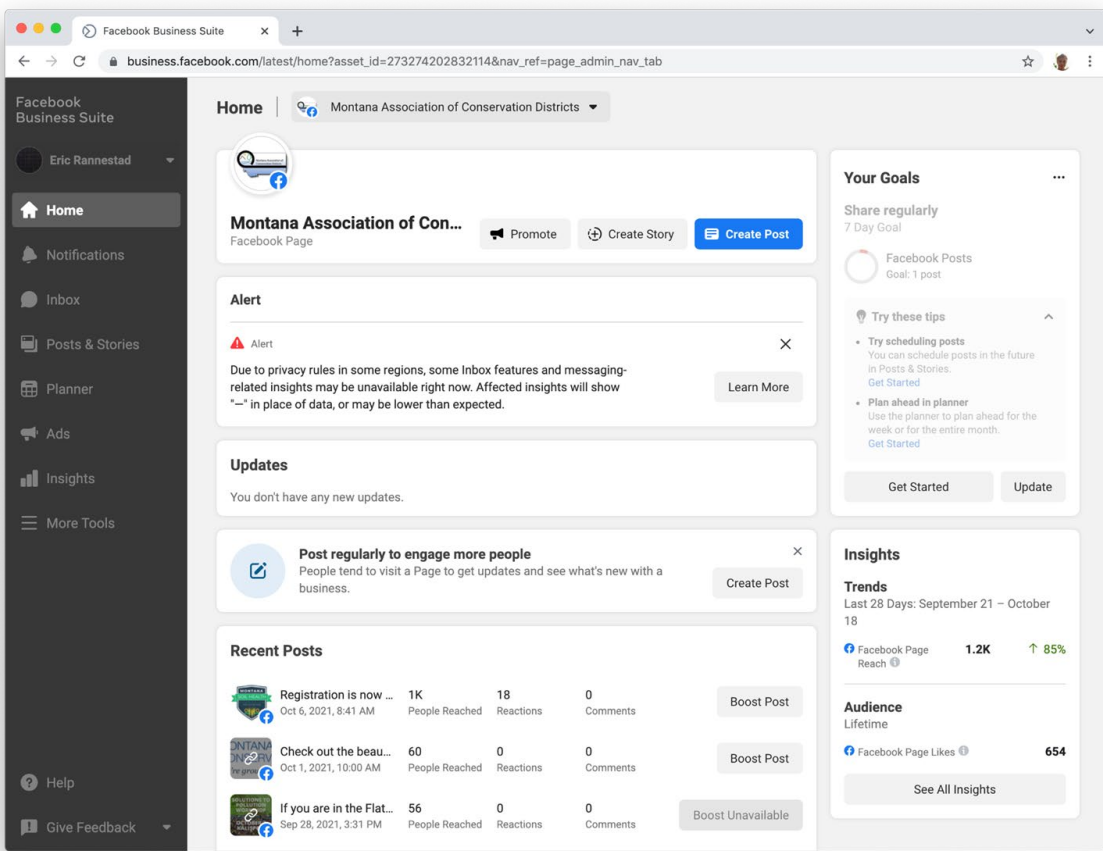 Facebook Business Suite
business.facebook.com/latest/home?asset_id=273274202832114&nav_ref=page_admin_nav_tab
Facebook
Business Suite
Eric Rannestad
Home
Notifications
Inbox
Posts & Stories
Planner
Ads
Insights
More Tools
Help
Give Feedback
Home
Montana Association of Conservation Districts
Montana Association of Con...
Facebook Page
Promote
Create Story
Create Post
Alert
Alert
Due to privacy rules in some regions, some Inbox features and messaging-
related insights may be unavailable right now. Affected insights will show
"—" in place of data, or may be lower than expected.
Learn More
Updates
You don't have any new updates.
Post regularly to engage more people
People tend to visit a Page to get updates and see what's new with a
business.
Create Post
Recent Posts
Registration is now ... 1K 18 0
Oct 6, 2021, 8:41 AM People Reached Reactions Comments
Boost Post
Check out the beau... 60 0 0
Oct 1, 2021, 10:00 AM People Reached Reactions Comments
Boost Post
If you are in the Flat... 56 0 0
Sep 28, 2021, 3:31 PM People Reached Reactions Comments
Boost Unavailable
Your Goals
Share regularly
7 Day Goal
Facebook Posts
Goal: 1 post
Try these tips
• Try scheduling posts
You can schedule posts in the future
in Posts & Stories.
Get Started
• Plan ahead in planner
Use the planner to plan ahead for the
week or for the entire month.
Get Started
Get Started
Update
Insights
Trends
Last 28 Days: September 21 – October
18
Facebook Page 1.2K ↑ 85%
Reach
Audience
Lifetime
Facebook Page Likes 654
See All Insights